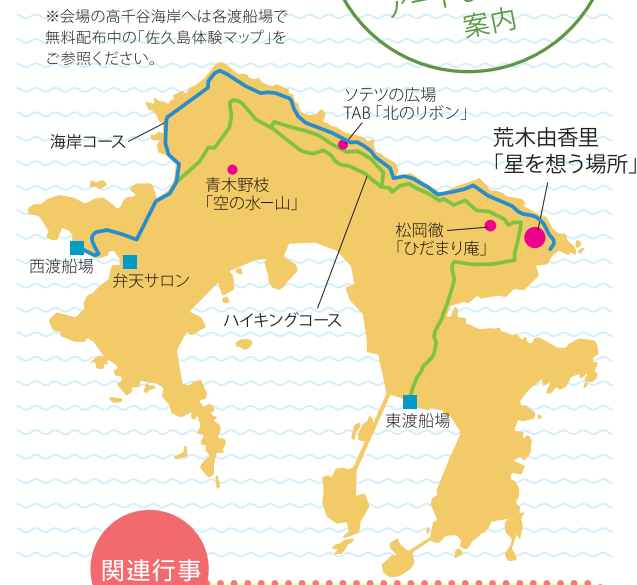 ※会場の高千谷海岸へは各渡船場で
無料配布中の「佐久島体験マップ」を
ご参照ください。
案内
ソテツの広場
TAB「北のリボン」
荒木由香里
「星を想う場所」
海岸コース
青木野枝
「空の水ー山」
松岡徹
「ひだまり庵」
西渡船場
弁天サロン
ハイキングコース
東渡船場
関連行事